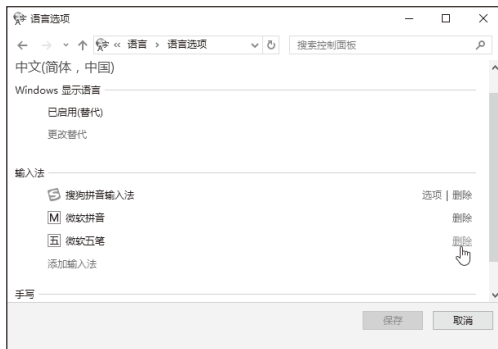 语言选项
« 语言 › 语言选项 搜索控制面板
中文(简体，中国)
Windows 显示语言
已启用(替代)
更改替代
输入法
搜狗拼音输入法 选项 | 删除
M 微软拼音 删除
五 微软五笔 删除
添加输入法
手写
保存 取消